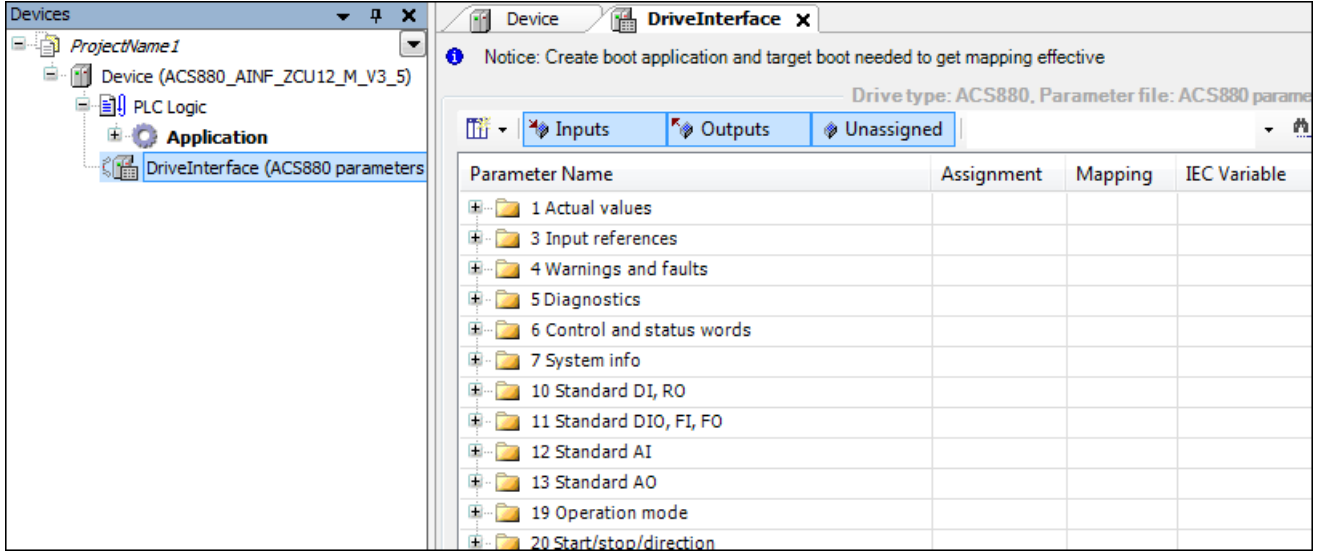 Devices
ProjectName1
Device (ACS880_AINF_ZCU12_M_V3_5)
PLC Logic
Application
DriveInterface (ACS880 parameters
Device
DriveInterface
Notice: Create boot application and target boot needed to get mapping effective
Drive type: ACS880, Parameter file: ACS880 parame
Inputs Outputs Unassigned
Parameter Name Assignment Mapping IEC Variable
1 Actual values
3 Input references
4 Warnings and faults
5 Diagnostics
6 Control and status words
7 System info
10 Standard DI, RO
11 Standard DIO, FI, FO
12 Standard AI
13 Standard AO
19 Operation mode
20 Start/stop/direction